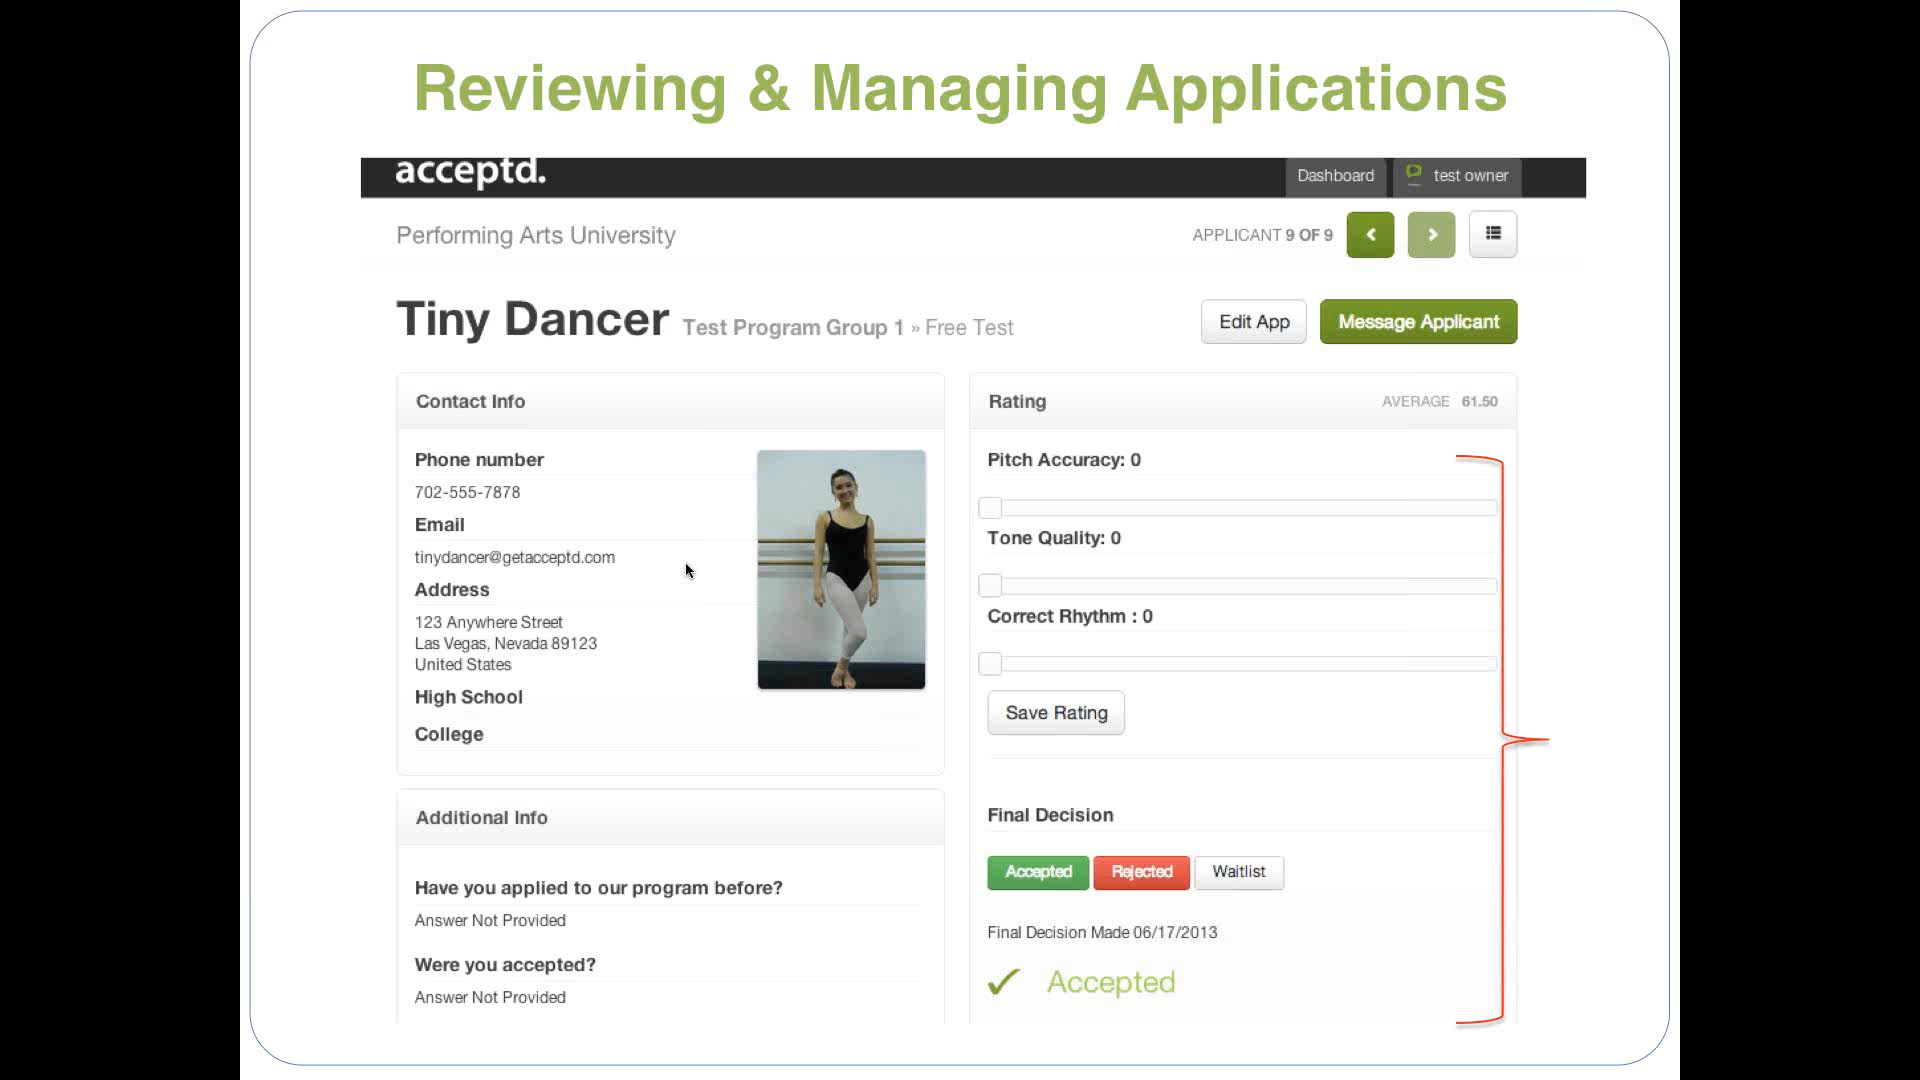 Reviewing & Managing Applications
acceptd.
Dashboard
test owner
Performing Arts University
APPLICANT 9 OF 9
Tiny Dancer Test Program Group 1 » Free Test
Edit App
Message Applicant
Contact Info
Phone number
702-555-7878
Email
tinydancer@getacceptd.com
Address
123 Anywhere Street
Las Vegas, Nevada 89123
United States
High School
College
Additional Info
Have you applied to our program before?
Answer Not Provided
Were you accepted?
Answer Not Provided
Rating
AVERAGE 61.50
Pitch Accuracy: 0
Tone Quality: 0
Correct Rhythm : 0
Save Rating
Final Decision
Accepted
Rejected
Waitlist
Final Decision Made 06/17/2013
Accepted